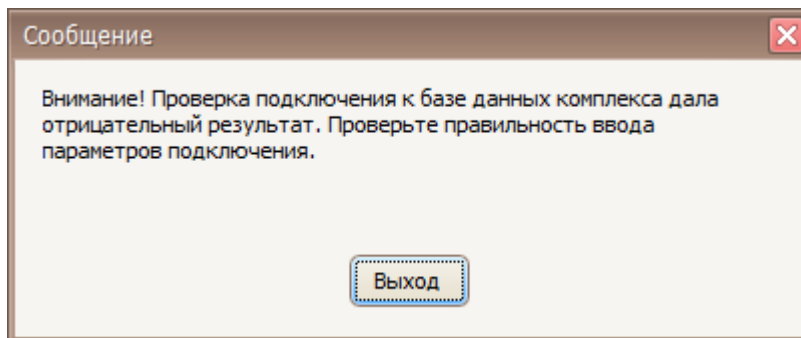 Сообщение
Внимание! Проверка подключения к базе данных комплекса дала
отрицательный результат. Проверьте правильность ввода
параметров подключения.
Выход